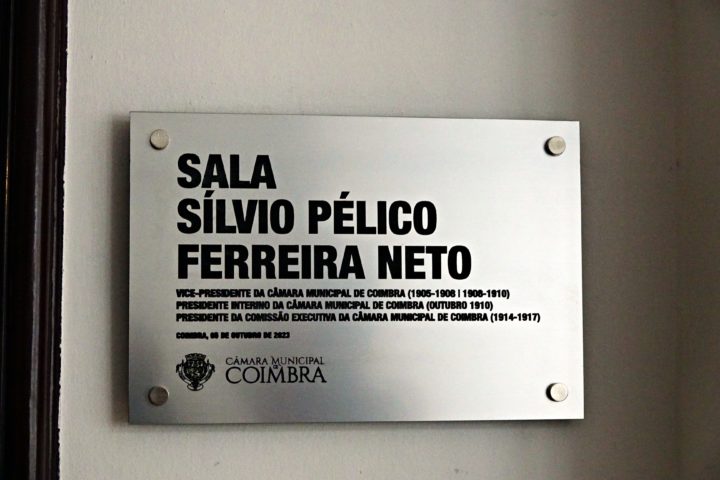 SALA
SÍLVIO PÉLICO
FERREIRA NETO
VICE-PRESIDENTE DA CÂMARA MUNICIPAL DE COIMBRA (1905-1906 | 1908-1910)
PRESIDENTE INTERINO DA CÂMARA MUNICIPAL DE COIMBRA (OUTUBRO 1910)
PRESIDENTE DA COMISSÃO EXECUTIVA DA CÂMARA MUNICIPAL DE COIMBRA (1914-1917)
COIMBRA, DE OUTUBRO DE 2023
CÂMARA MUNICIPAL
DE
COIMBRA